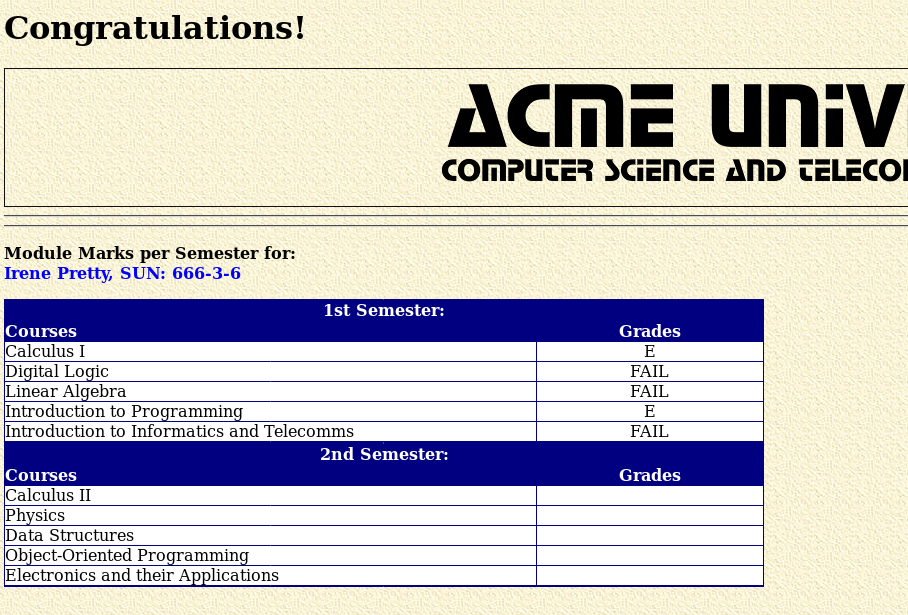 Congratulations!
ACME UNIV
COMPUTER SCIENCE AND TELECO
Module Marks per Semester for:
Irene Pretty, SUN: 666-3-6
1st Semester:
Courses Grades
Calculus I E
Digital Logic FAIL
Linear Algebra FAIL
Introduction to Programming E
Introduction to Informatics and Telecomms FAIL
2nd Semester:
Courses Grades
Calculus II
Physics
Data Structures
Object-Oriented Programming
Electronics and their Applications